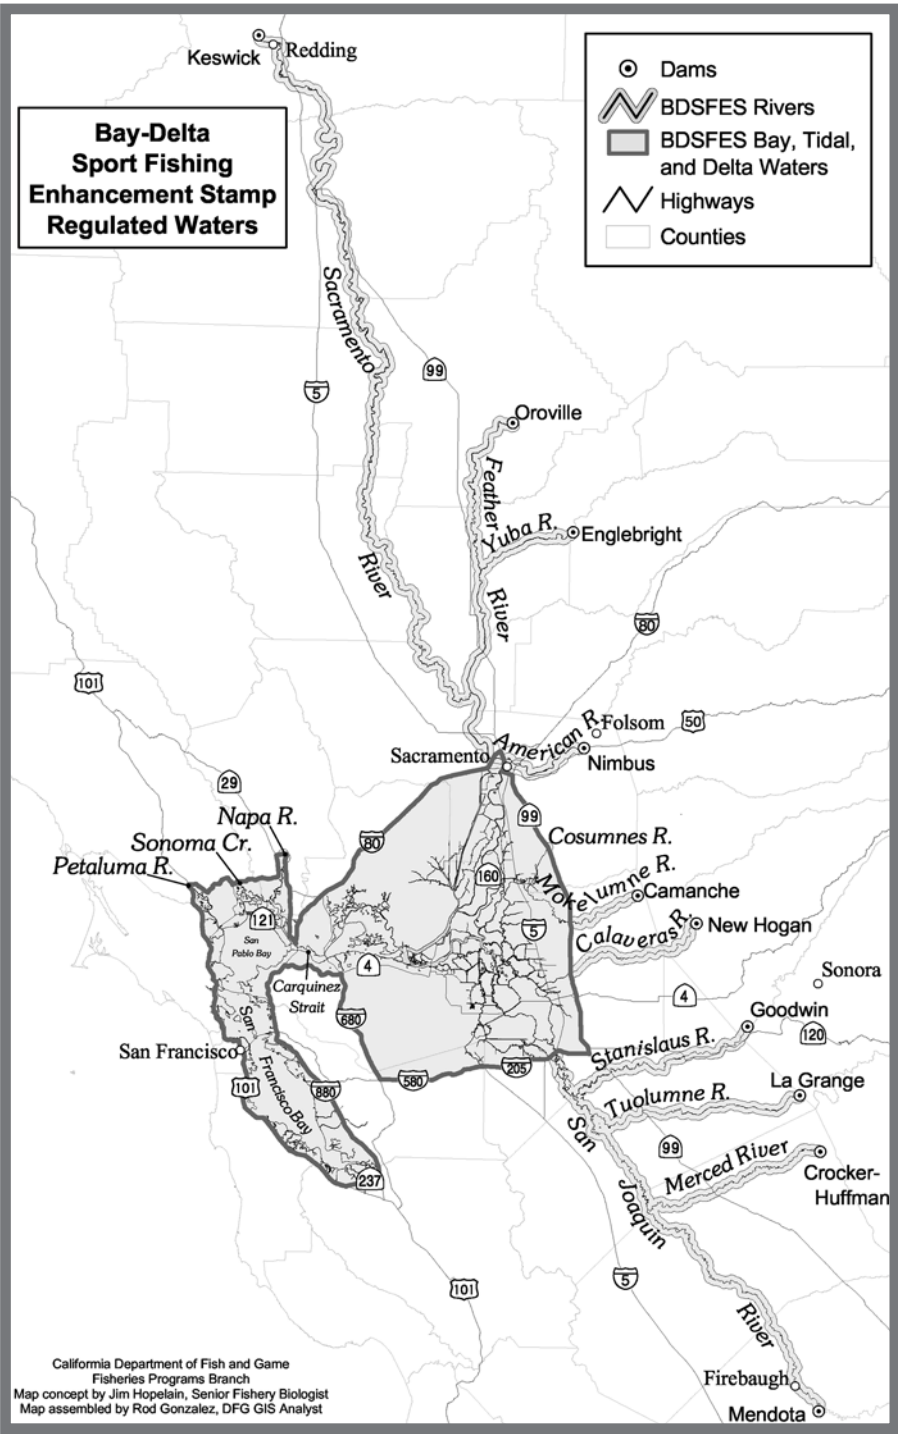 Keswick
Redding
Bay-Delta
Sport Fishing
Enhancement Stamp
Regulated Waters
Dams
BDSFES Rivers
BDSFES Bay, Tidal,
and Delta Waters
Highways
Counties
Sacramento
River
5
99
Oroville
Feather
River
Yuba R.
Englebright
80
101
American R.
Folsom
50
Sacramento
Nimbus
29
Napa R.
Sonoma Cr.
Petaluma R.
80
99
Cosumnes R.
160
Mokelumne R.
Camanche
121
San
Pablo Bay
5
Calaveras R.
New Hogan
4
Carquinez
Strait
Sonora
4
680
San
Francisco Bay
San Francisco
Goodwin
120
Stanislaus R.
205
580
101
880
La Grange
Tuolumne R.
San
Joaquin
River
99
Merced River
Crocker-
Huffman
237
5
101
California Department of Fish and Game
Fisheries Programs Branch
Map concept by Jim Hopelain, Senior Fishery Biologist
Map assembled by Rod Gonzalez, DFG GIS Analyst
Firebaugh
Mendota